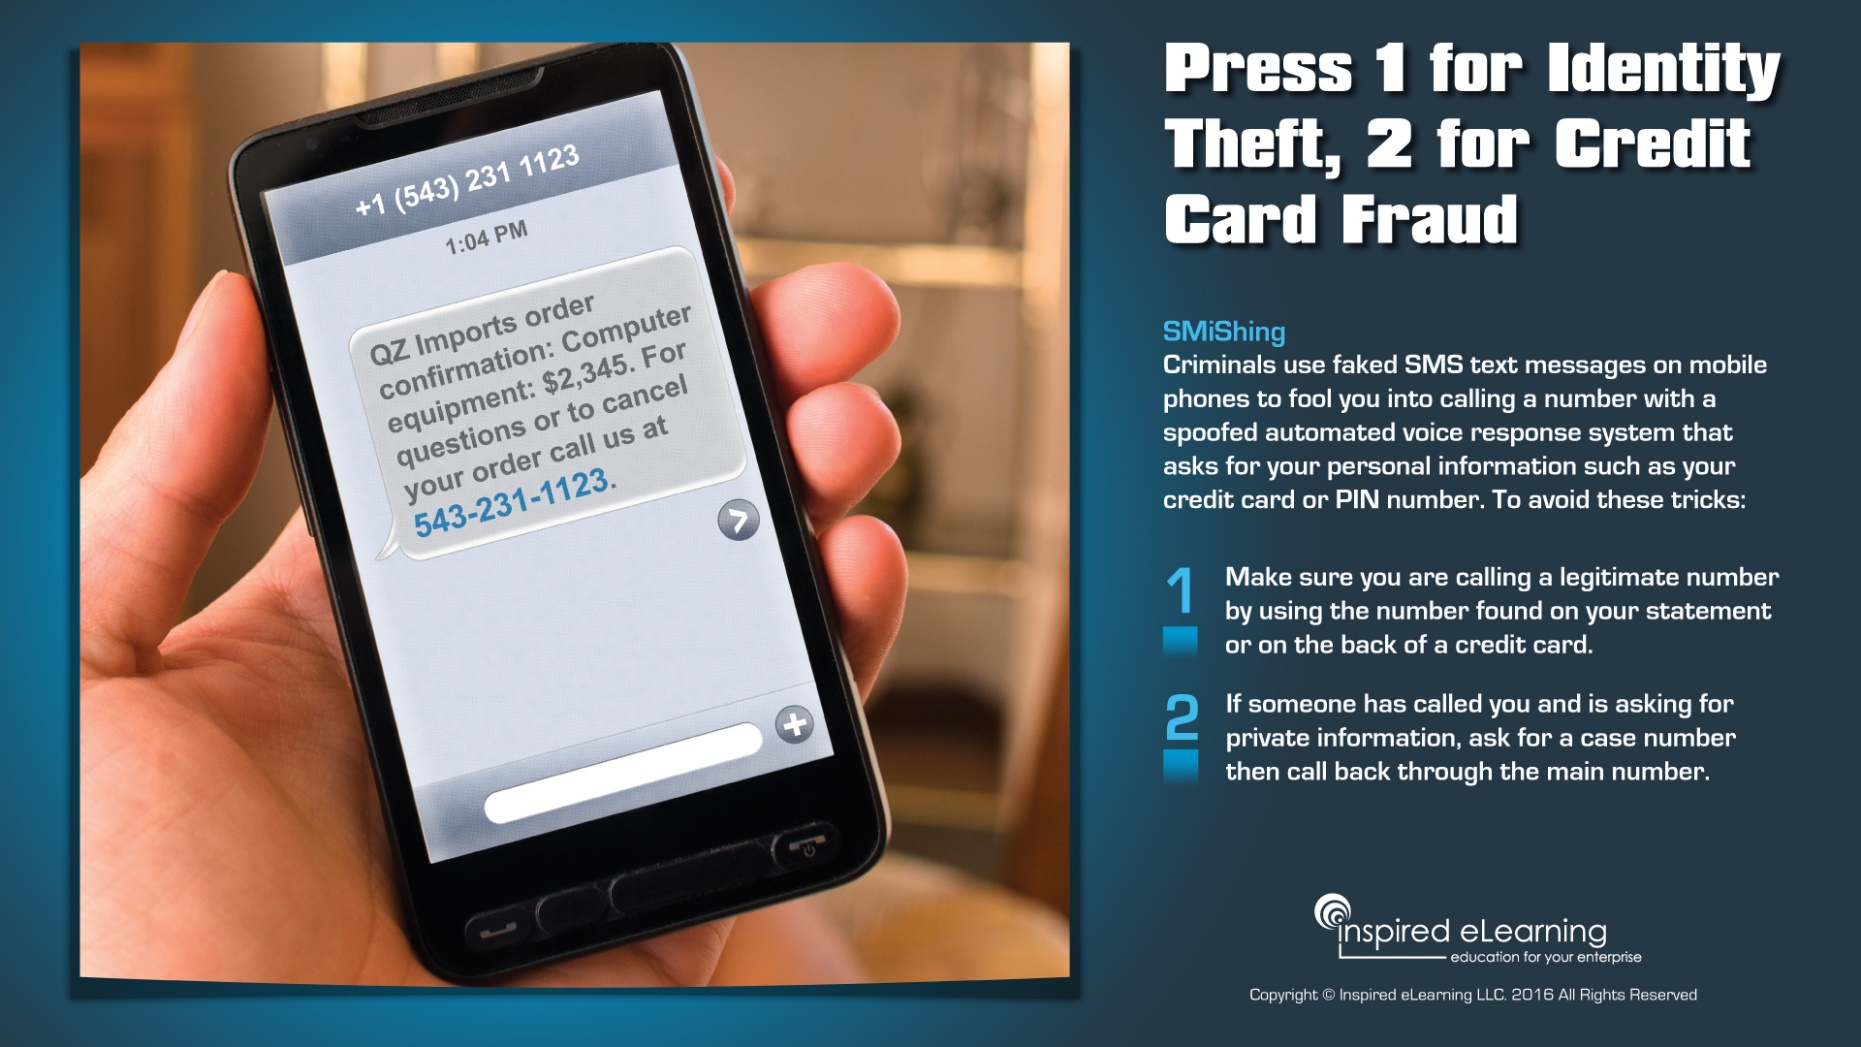 +1 (543) 231 1123
1:04 PM
QZ Imports order
confirmation: Computer
equipment: $2,345. For
questions or to cancel
your order call us at
543-231-1123.
Press 1 for Identity
Theft, 2 for Credit
Card Fraud
SMiShing
Criminals use faked SMS text messages on mobile
phones to fool you into calling a number with a
spoofed automated voice response system that
asks for your personal information such as your
credit card or PIN number. To avoid these tricks:
1 Make sure you are calling a legitimate number
by using the number found on your statement
or on the back of a credit card.
2 If someone has called you and is asking for
private information, ask for a case number
then call back through the main number.
inspired eLearning
education for your enterprise
Copyright © Inspired eLearning LLC. 2016 All Rights Reserved